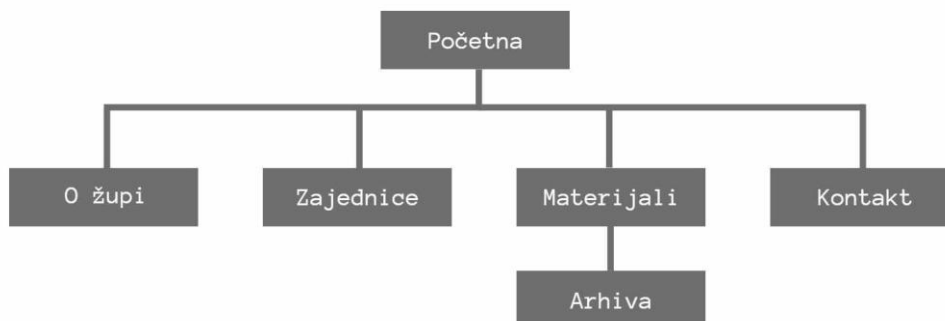 Početna
O župi
Zajednice
Materijali
Kontakt
Arhiva